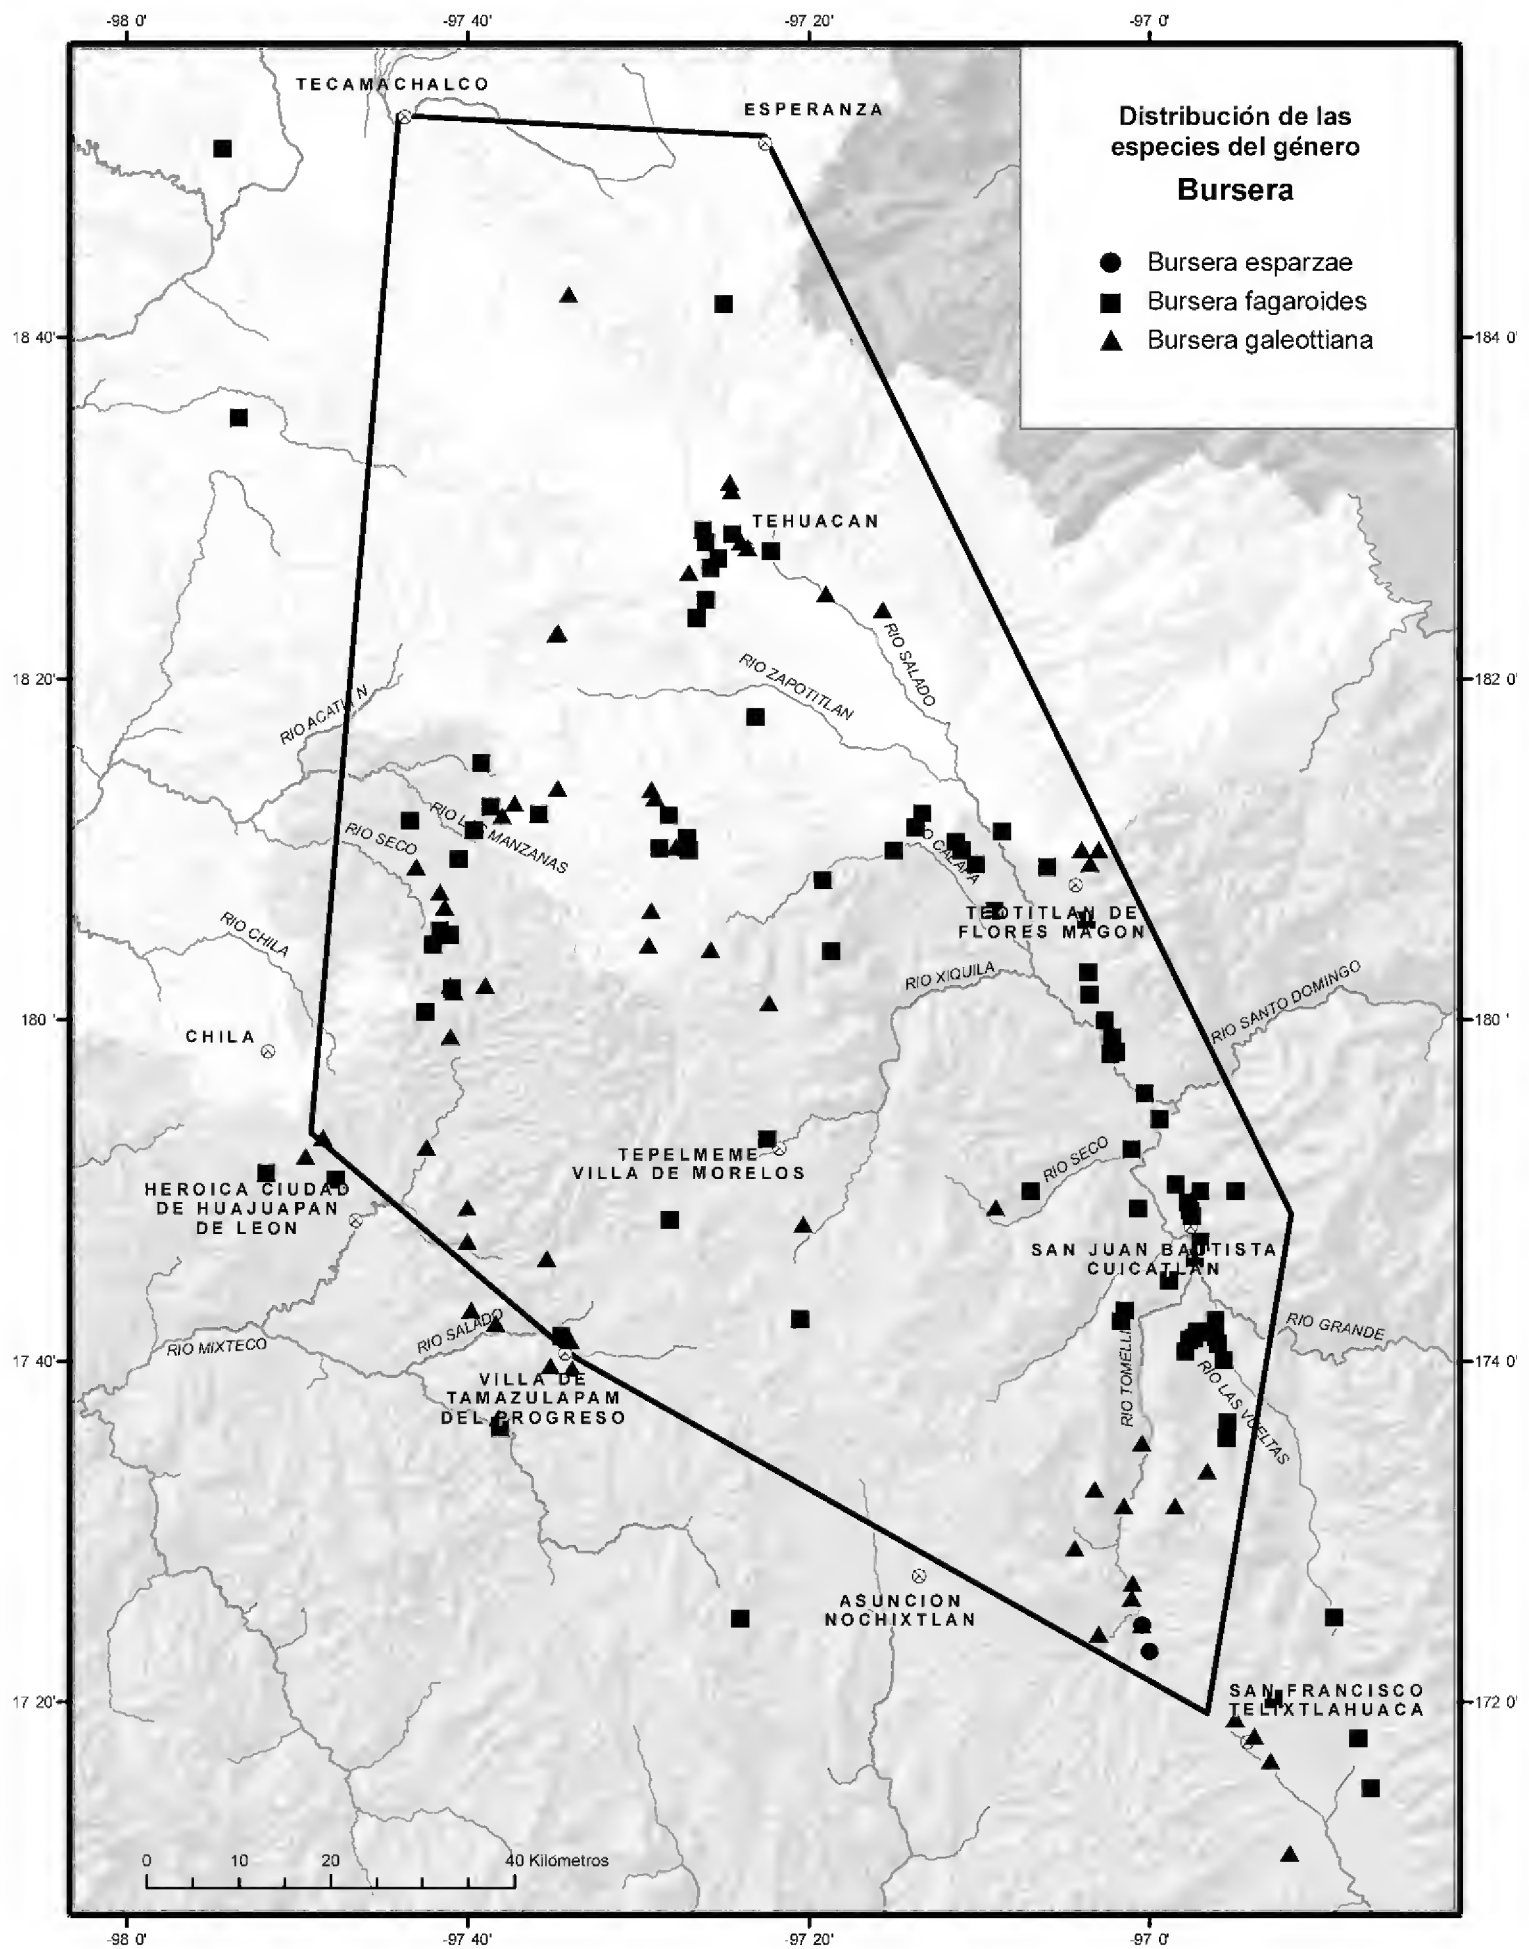 -98 0' -97 40' -97 20' -97 0'
TECAMACHALCO
ESPERANZA
Distribución de las
especies del género
Bursera
Bursera esparzae
Bursera fagaroides
Bursera galeottiana
18 40' 184 0'
TEHUACAN
RIO SALADO
RIO ZAPOTITLAN
18 20' 182 0'
RIO ACATLAN
RIO LAS MANZANAS
RIO SECO
TEOTITLAN DE
FLORES MAGON
RIO CHILA
RIO XIQUILA
RIO SANTO DOMINGO
180 ' 180 '
CHILA
TEPELMEME
VILLA DE MORELOS
RIO SECO
HEROICA CIUDAD
DE HUAJUAPAN
DE LEON
SAN JUAN BAUTISTA
CUICATLAN
RIO GRANDE
RIO MIXTECO
RIO SALADO
17 40' 174 0'
RIO TOMELLIN
RIO LAS VUELTAS
VILLA DE
TAMAZULAPAM
DEL PROGRESO
ASUNCION
NOCHIXTLAN
17 20' 172 0'
SAN FRANCISCO
TELIXTLAHUACA
0 10 20 40 Kilómetros
-98 0' -97 40' -97 20' -97 0'